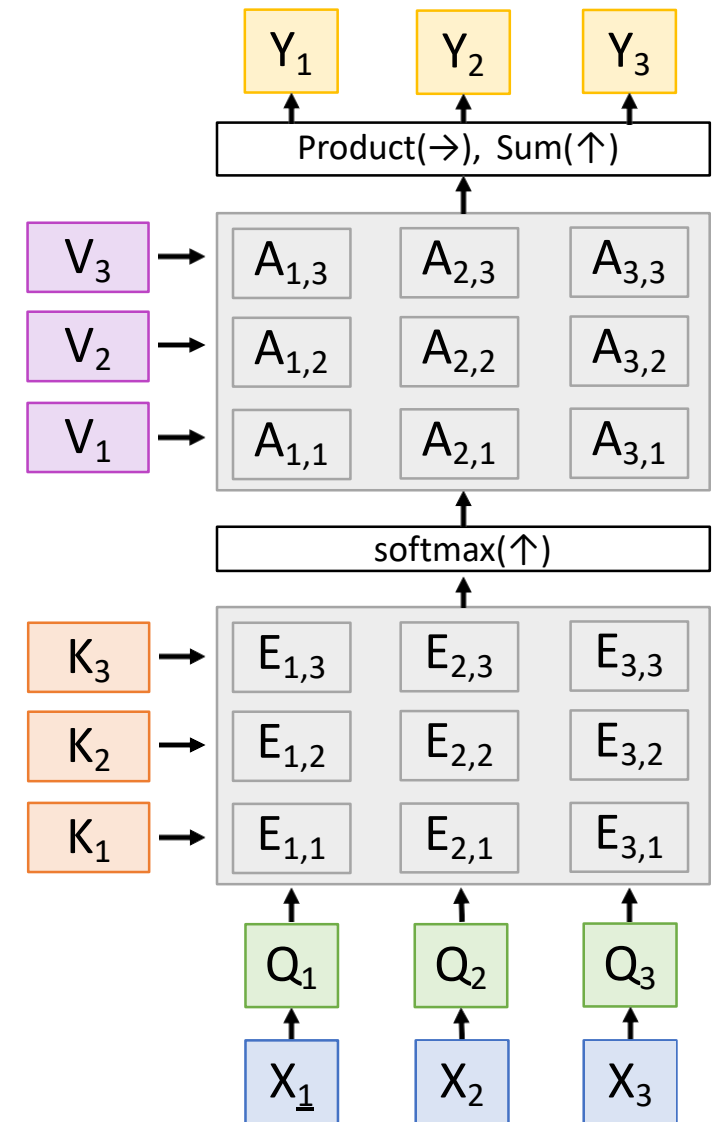 Y₁ Y₂ Y₃
Product(→), Sum(↑)
V₃ A₁,₃ A₂,₃ A₃,₃
V₂ A₁,₂ A₂,₂ A₃,₂
V₁ A₁,₁ A₂,₁ A₃,₁
softmax(↑)
K₃ E₁,₃ E₂,₃ E₃,₃
K₂ E₁,₂ E₂,₂ E₃,₂
K₁ E₁,₁ E₂,₁ E₃,₁
Q₁ Q₂ Q₃
X₁ X₂ X₃